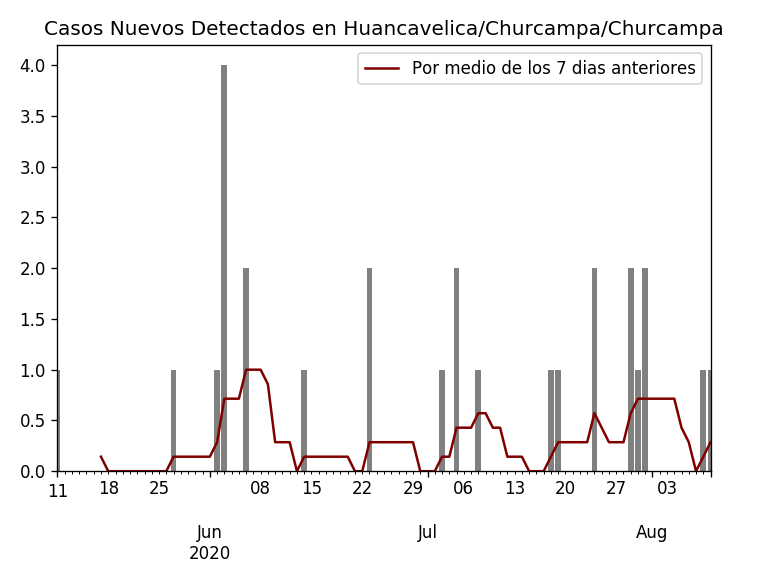 Casos Nuevos Detectados en Huancavelica/Churcampa/Churcampa
Por medio de los 7 dias anteriores
4.0
3.5
3.0
2.5
2.0
1.5
1.0
0.5
0.0
11 18 25 08 15 22 29 06 13 20 27 03
Jun Jul Aug
2020